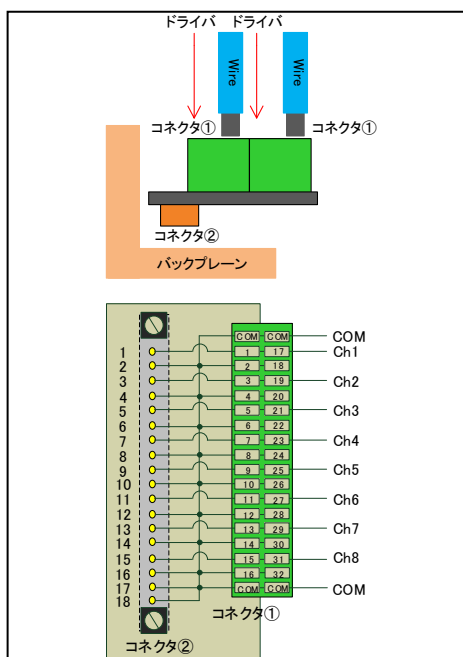 ドライバ ドライバ
Wire Wire
コネクタ① コネクタ①
コネクタ②
バックプレーン
COM COM COM
1 1 17 Ch1
2 2 18
3 3 19 Ch2
4 4 20
5 5 21 Ch3
6 6 22
7 7 23 Ch4
8 8 24
9 9 25 Ch5
10 10 26
11 11 27 Ch6
12 12 28
13 13 29 Ch7
14 14 30
15 15 31 Ch8
16 16 32
17 COM COM COM
18
コネクタ①
コネクタ②